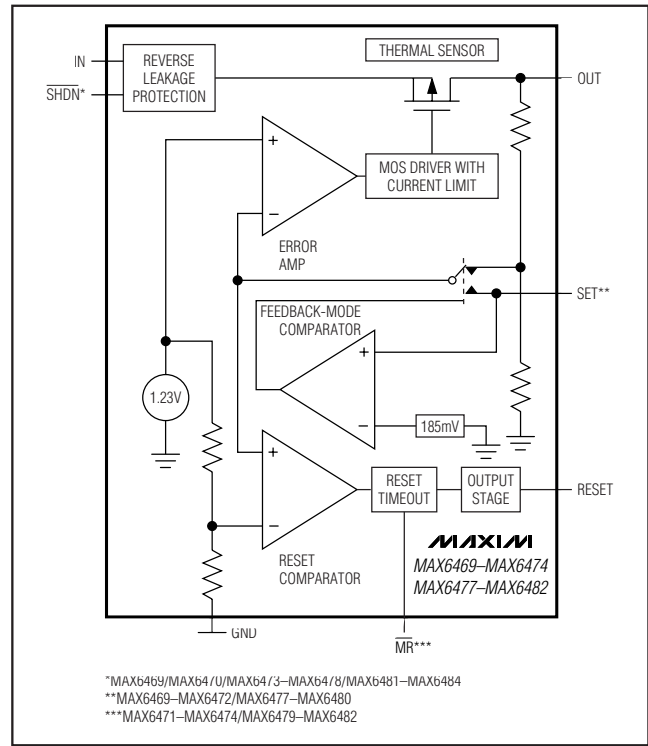 IN
SHDN*
REVERSE
LEAKAGE
PROTECTION
THERMAL SENSOR
OUT
+
−
MOS DRIVER WITH
CURRENT LIMIT
ERROR
AMP
SET**
FEEDBACK-MODE
COMPARATOR
+
−
1.23V
185mV
+
−
RESET
TIMEOUT
OUTPUT
STAGE
RESET
RESET
COMPARATOR
MAXIM
MAX6469–MAX6474
MAX6477–MAX6482
GND
MR***
*MAX6469/MAX6470/MAX6473–MAX6478/MAX6481–MAX6484
**MAX6469–MAX6472/MAX6477–MAX6480
***MAX6471–MAX6474/MAX6479–MAX6482